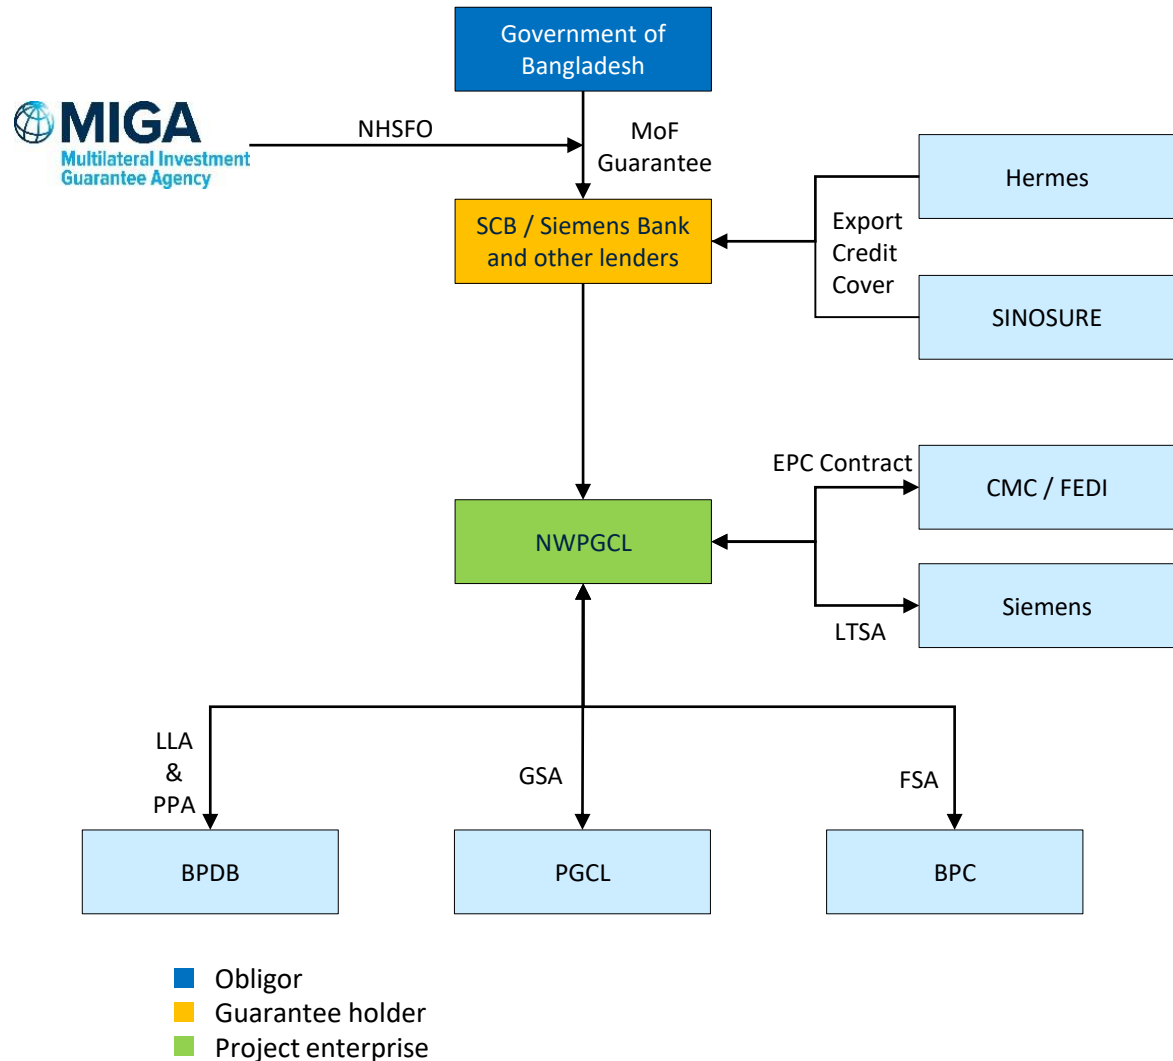 Government of
Bangladesh
MIGA
Multilateral Investment
Guarantee Agency
NHSFO
MoF
Guarantee
SCB / Siemens Bank
and other lenders
Hermes
Export
Credit
Cover
SINOSURE
EPC Contract
CMC / FEDI
NWPGCL
Siemens
LTSA
LLA
&
PPA
GSA
FSA
BPDB
PGCL
BPC
Obligor
Guarantee holder
Project enterprise